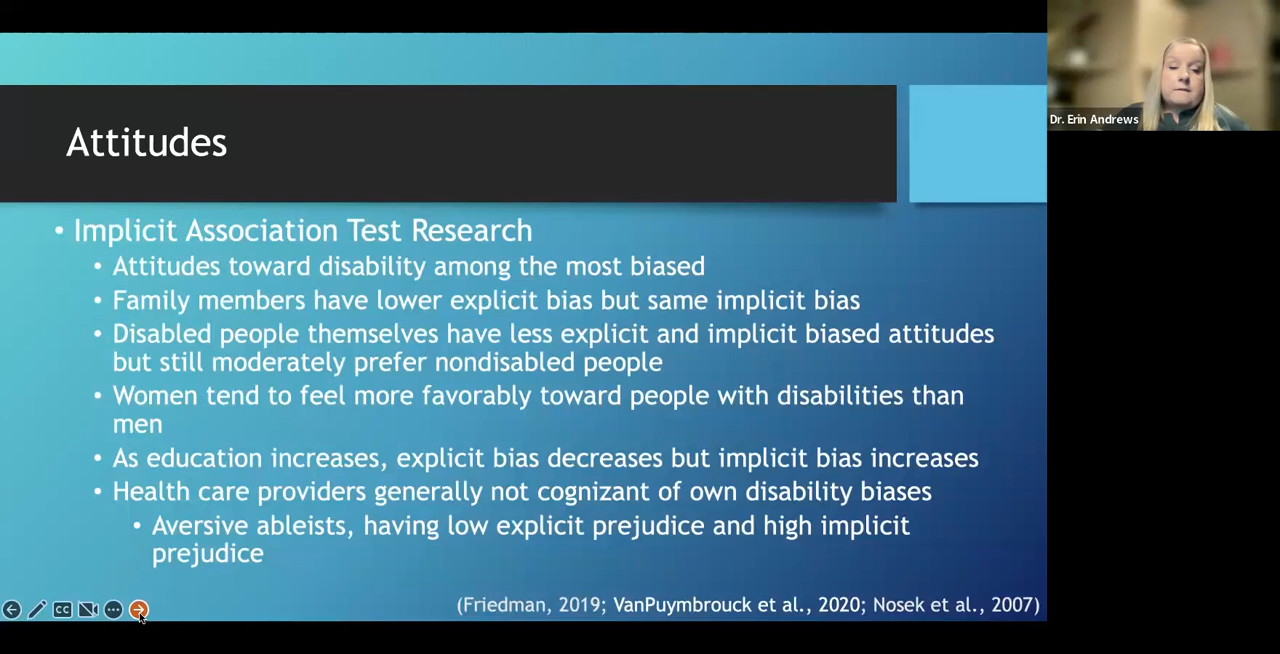 Attitudes
• Implicit Association Test Research
• Attitudes toward disability among the most biased
• Family members have lower explicit bias but same implicit bias
• Disabled people themselves have less explicit and implicit biased attitudes
but still moderately prefer nondisabled people
• Women tend to feel more favorably toward people with disabilities than
men
• As education increases, explicit bias decreases but implicit bias increases
• Health care providers generally not cognizant of own disability biases
• Aversive ableists, having low explicit prejudice and high implicit
prejudice
(Friedman, 2019; VanPuymbrouck et al., 2020; Nosek et al., 2007)
CC
Dr. Erin Andrews